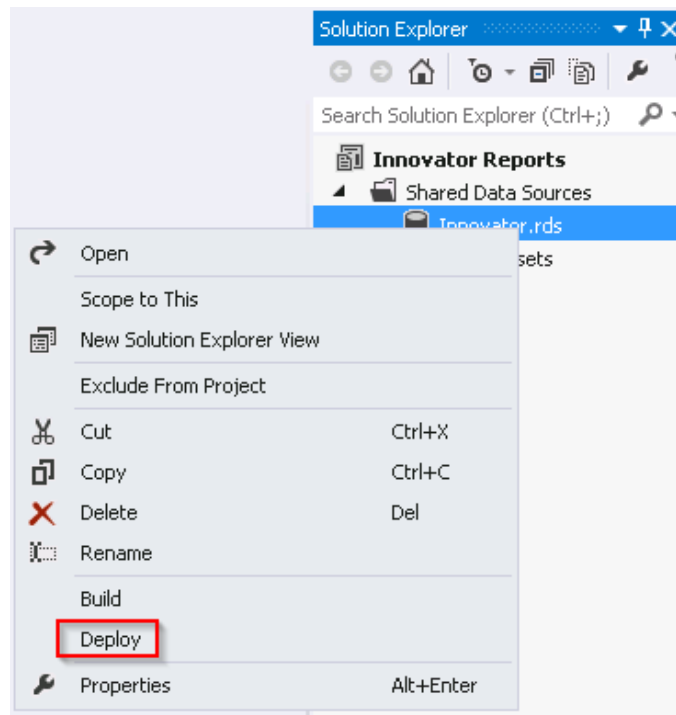 Solution Explorer
Search Solution Explorer (Ctrl+;)
Innovator Reports
Shared Data Sources
Innovator.rds
sets
Open
Scope to This
New Solution Explorer View
Exclude From Project
Cut Ctrl+X
Copy Ctrl+C
Delete Del
Rename
Build
Deploy
Properties Alt+Enter